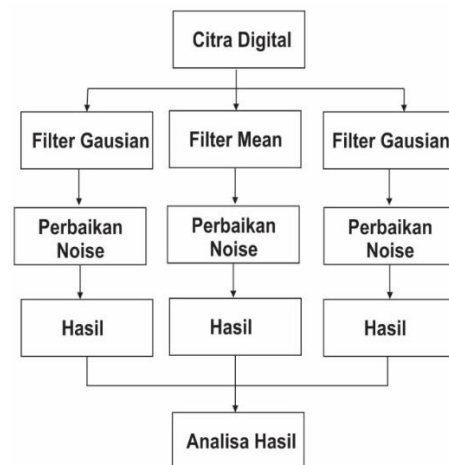 Citra Digital
Filter Gausian
Filter Mean
Filter Gausian
Perbaikan
Noise
Perbaikan
Noise
Perbaikan
Noise
Hasil
Hasil
Hasil
Analisa Hasil